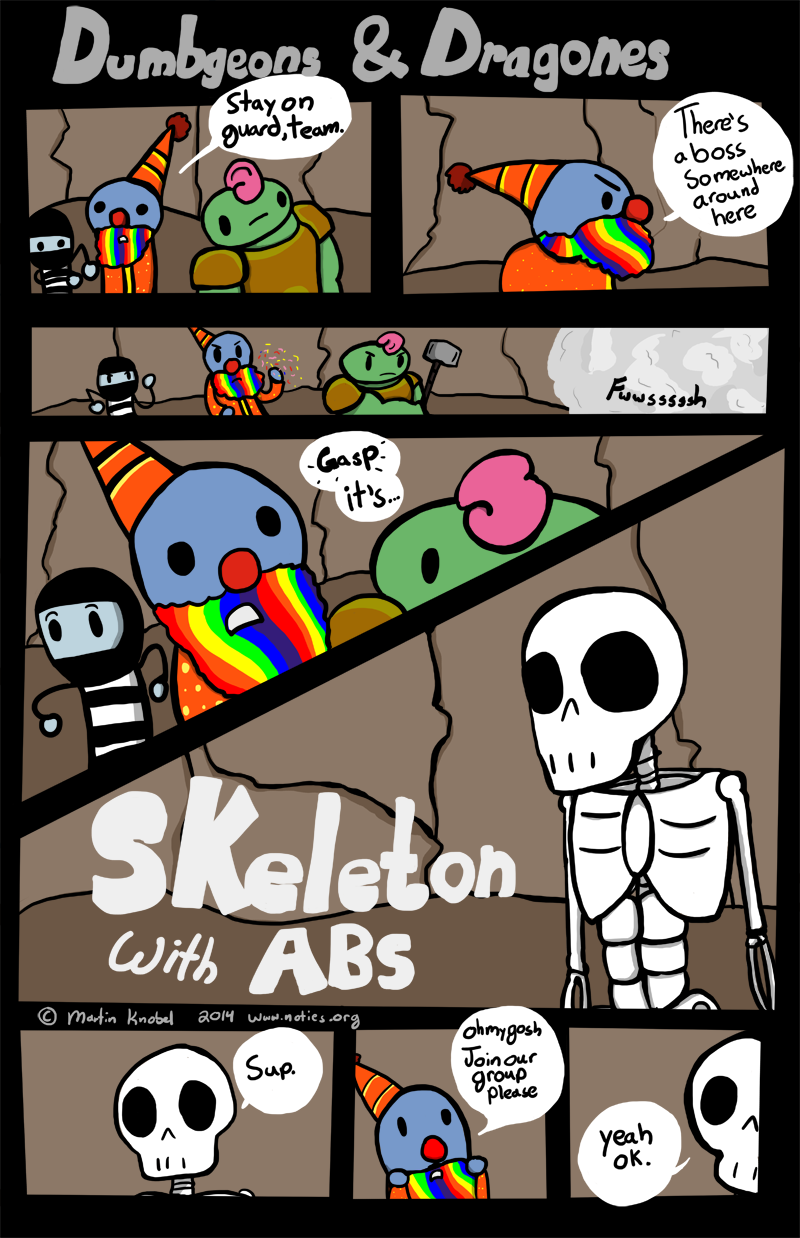 Dumbgeons & Dragones
Stay on
guard, team.
There's
a boss
somewhere
around
here
Fwwsssssh
Gasp
it's...
Skeleton
with ABS
© Martin Knobel 2014 www.noties.org
Sup.
ohmygosh
Join our
group
please
yeah
ok.